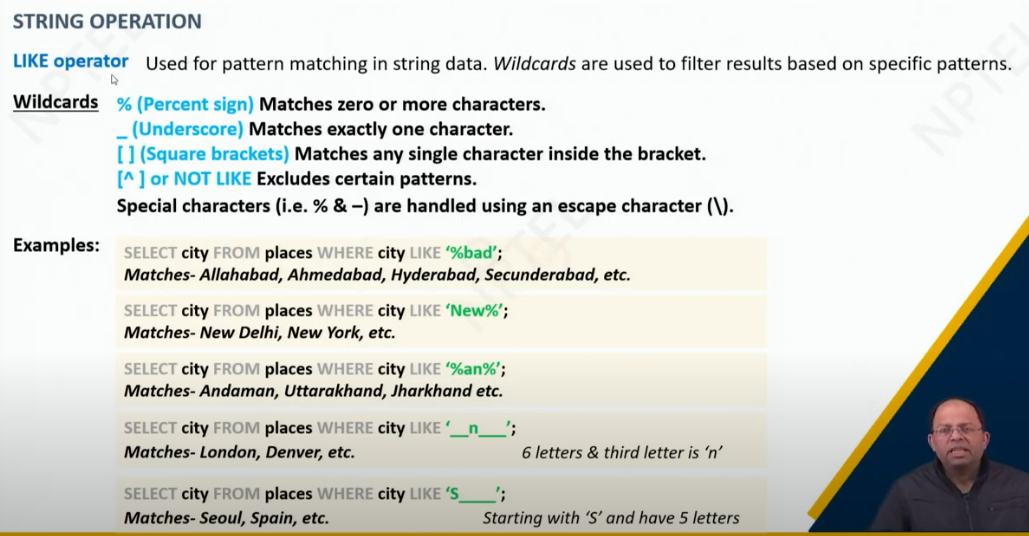 STRING OPERATION
LIKE operator Used for pattern matching in string data. Wildcards are used to filter results based on specific patterns.
Wildcards % (Percent sign) Matches zero or more characters.
_ (Underscore) Matches exactly one character.
[ ] (Square brackets) Matches any single character inside the bracket.
[^ ] or NOT LIKE Excludes certain patterns.
Special characters (i.e. % & –) are handled using an escape character (\).
Examples: SELECT city FROM places WHERE city LIKE ‘%bad’;
Matches- Allahabad, Ahmedabad, Hyderabad, Secunderabad, etc.
SELECT city FROM places WHERE city LIKE ‘New%’;
Matches- New Delhi, New York, etc.
SELECT city FROM places WHERE city LIKE ‘%an%’;
Matches- Andaman, Uttarakhand, Jharkhand etc.
SELECT city FROM places WHERE city LIKE ‘__n___’;
Matches- London, Denver, etc. 6 letters & third letter is ‘n’
SELECT city FROM places WHERE city LIKE ‘S____’;
Matches- Seoul, Spain, etc. Starting with ‘S’ and have 5 letters
NPTEL
NPTEL